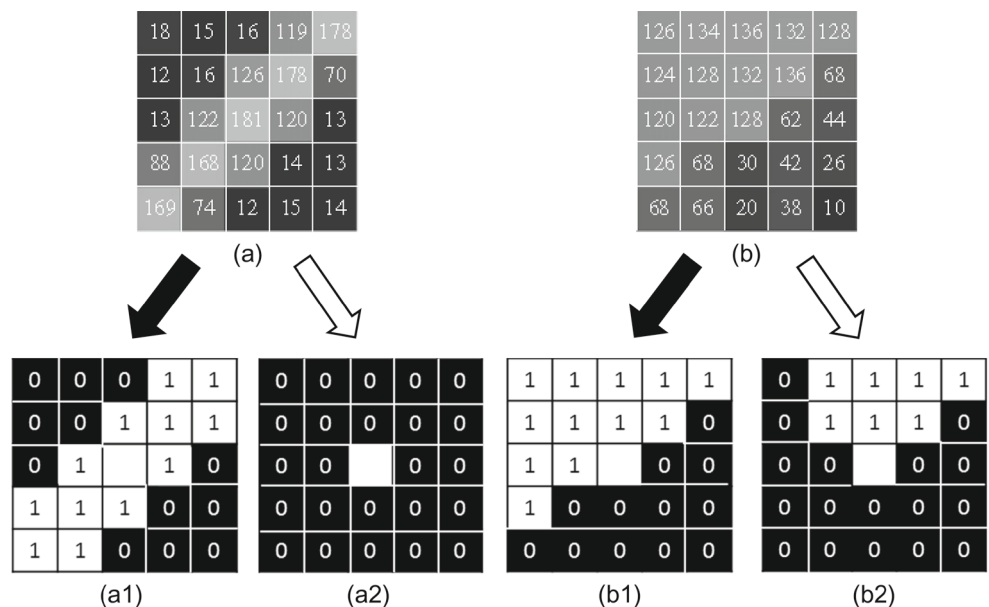 18 15 16 119 178
12 16 126 178 70
13 122 181 120 13
88 168 120 14 13
169 74 12 15 14
(a)
126 134 136 132 128
124 128 132 136 68
120 122 128 62 44
126 68 30 42 26
68 66 20 38 10
(b)
0 0 0 1 1
0 0 1 1 1
0 1 1 0
1 1 1 0 0
1 1 0 0 0
(a1)
0 0 0 0 0
0 0 0 0 0
0 0 0 0
0 0 0 0 0
0 0 0 0 0
(a2)
1 1 1 1 1
1 1 1 1 0
1 1 0 0
1 0 0 0 0
0 0 0 0 0
(b1)
0 1 1 1 1
0 1 1 1 0
0 0 0 0
0 0 0 0 0
0 0 0 0 0
(b2)